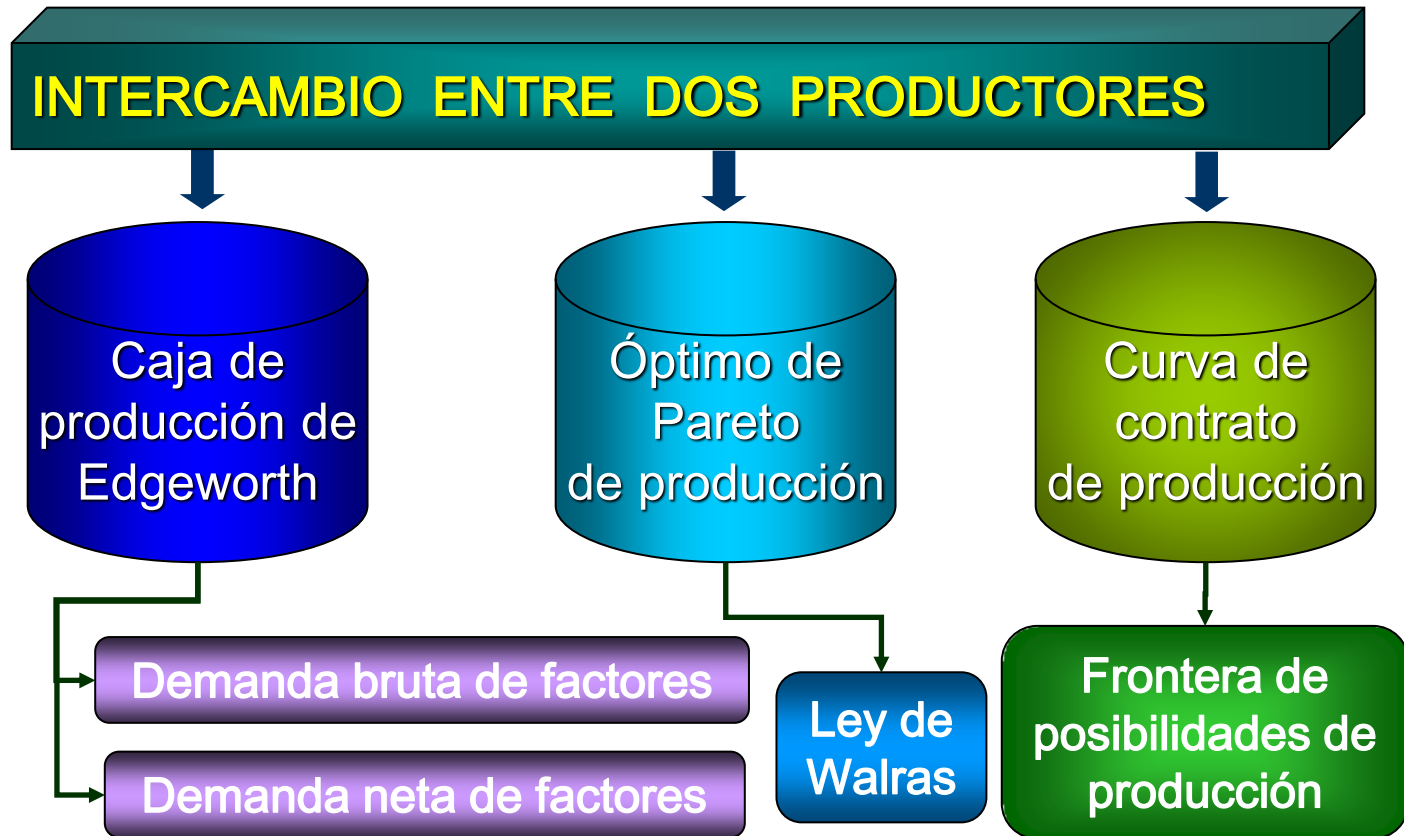 INTERCAMBIO ENTRE DOS PRODUCTORES
Caja de
producción de
Edgeworth
Óptimo de
Pareto
de producción
Curva de
contrato
de producción
Demanda bruta de factores
Demanda neta de factores
Ley de
Walras
Frontera de
posibilidades de
producción